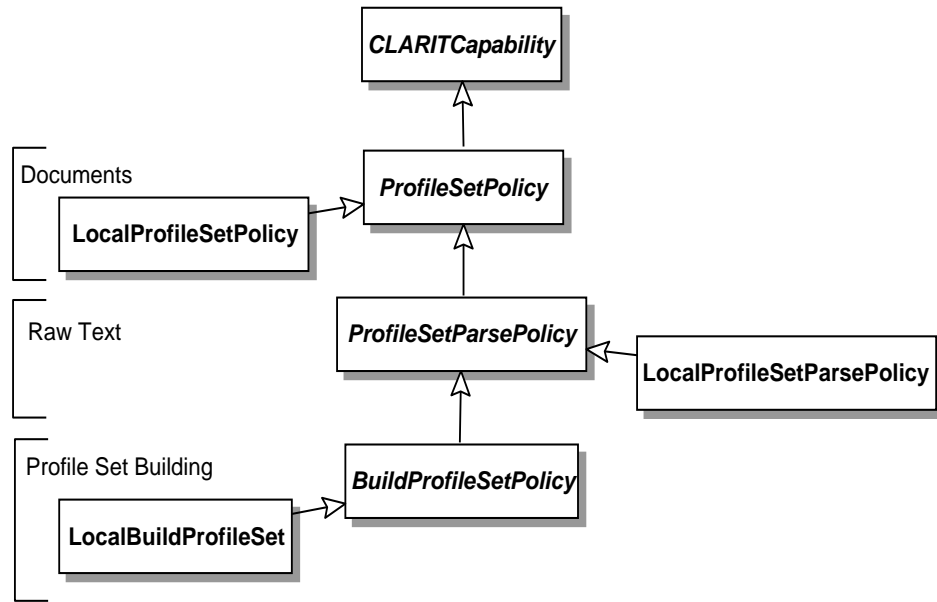 CLARITCapability
Documents
ProfileSetPolicy
LocalProfileSetPolicy
Raw Text
ProfileSetParsePolicy
LocalProfileSetParsePolicy
Profile Set Building
BuildProfileSetPolicy
LocalBuildProfileSet